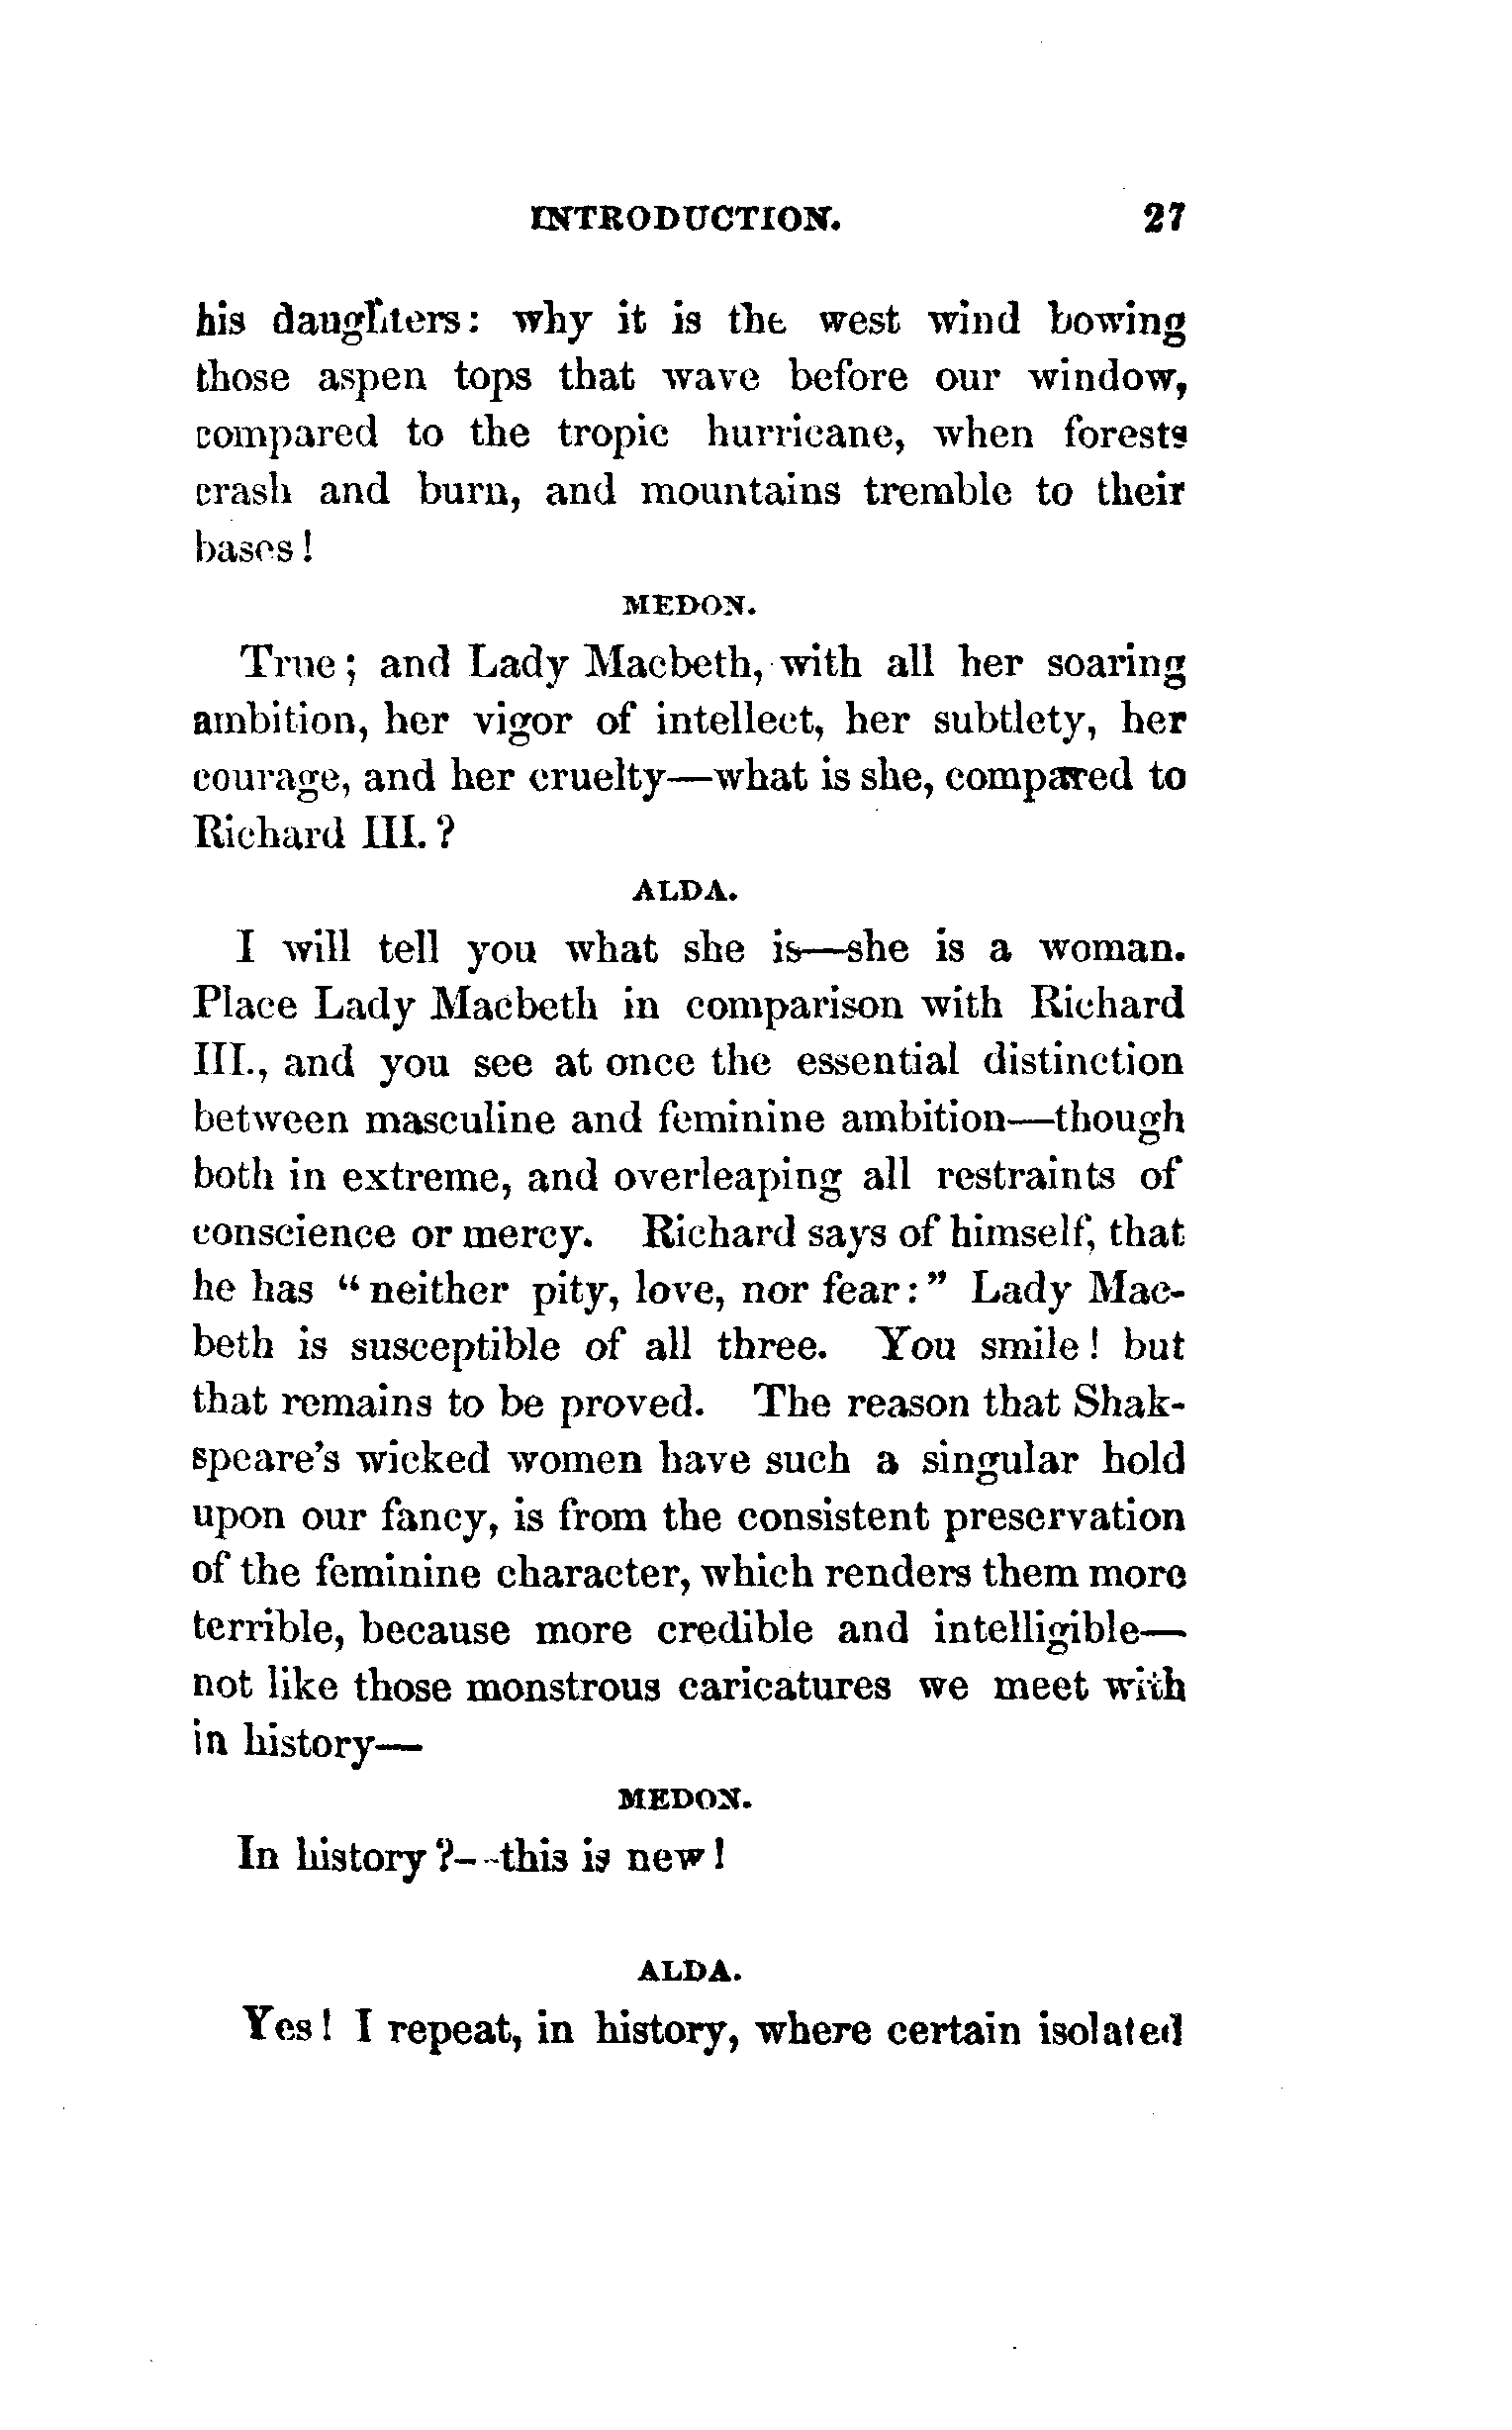 INTRODUCTION. 27
his daughters: why it is the west wind bowing
those aspen tops that wave before our window,
compared to the tropic hurricane, when forests
crash and burn, and mountains tremble to their
bases!
MEDON.
True; and Lady Macbeth, with all her soaring
ambition, her vigor of intellect, her subtlety, her
courage, and her cruelty—what is she, compared to
Richard III.?
ALDA.
I will tell you what she is—she is a woman.
Place Lady Macbeth in comparison with Richard
III., and you see at once the essential distinction
between masculine and feminine ambition—though
both in extreme, and overleaping all restraints of
conscience or mercy. Richard says of himself, that
he has "neither pity, love, nor fear:" Lady Mac-
beth is susceptible of all three. You smile! but
that remains to be proved. The reason that Shak-
speare's wicked women have such a singular hold
upon our fancy, is from the consistent preservation
of the feminine character, which renders them more
terrible, because more credible and intelligible—
not like those monstrous caricatures we meet with
in history—
MEDON.
In history?—this is new!
ALDA.
Yes! I repeat, in history, where certain isolated